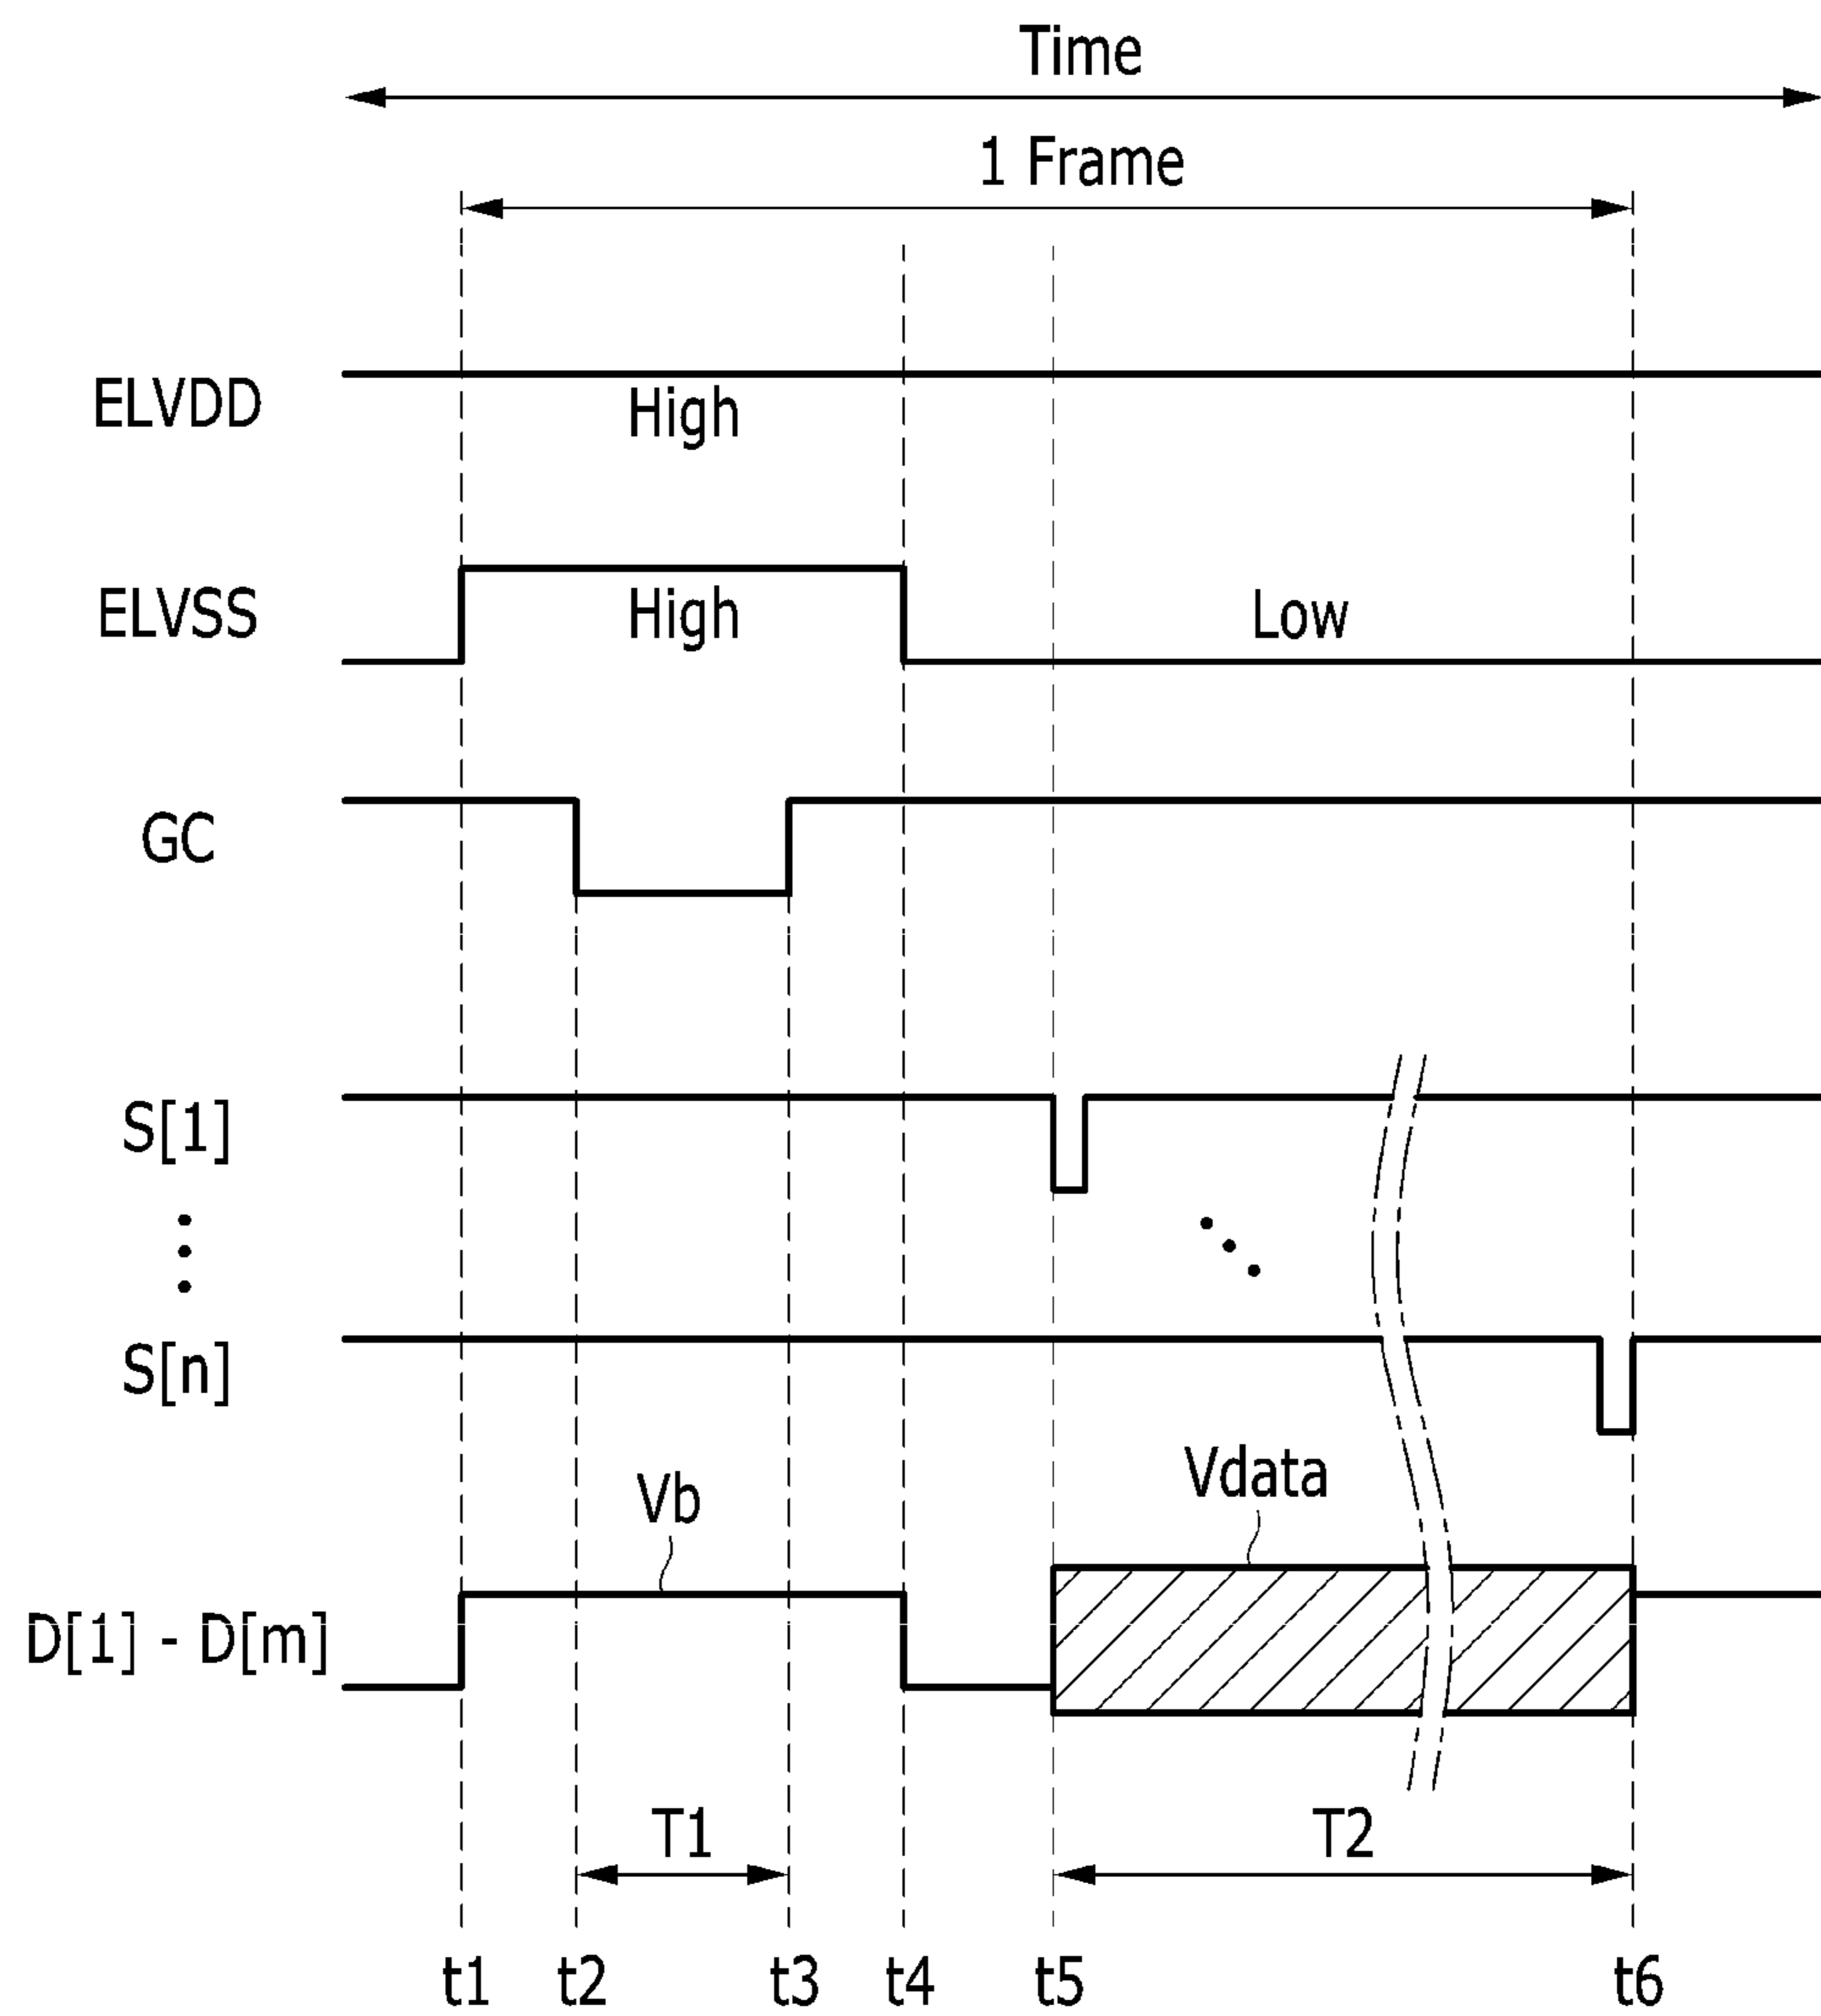 Time
1 Frame
ELVDD
High
ELVSS
High
Low
GC
S[1]
S[n]
Vb
Vdata
D[1] - D[m]
T1
T2
t1
t2
t3
t4
t5
t6